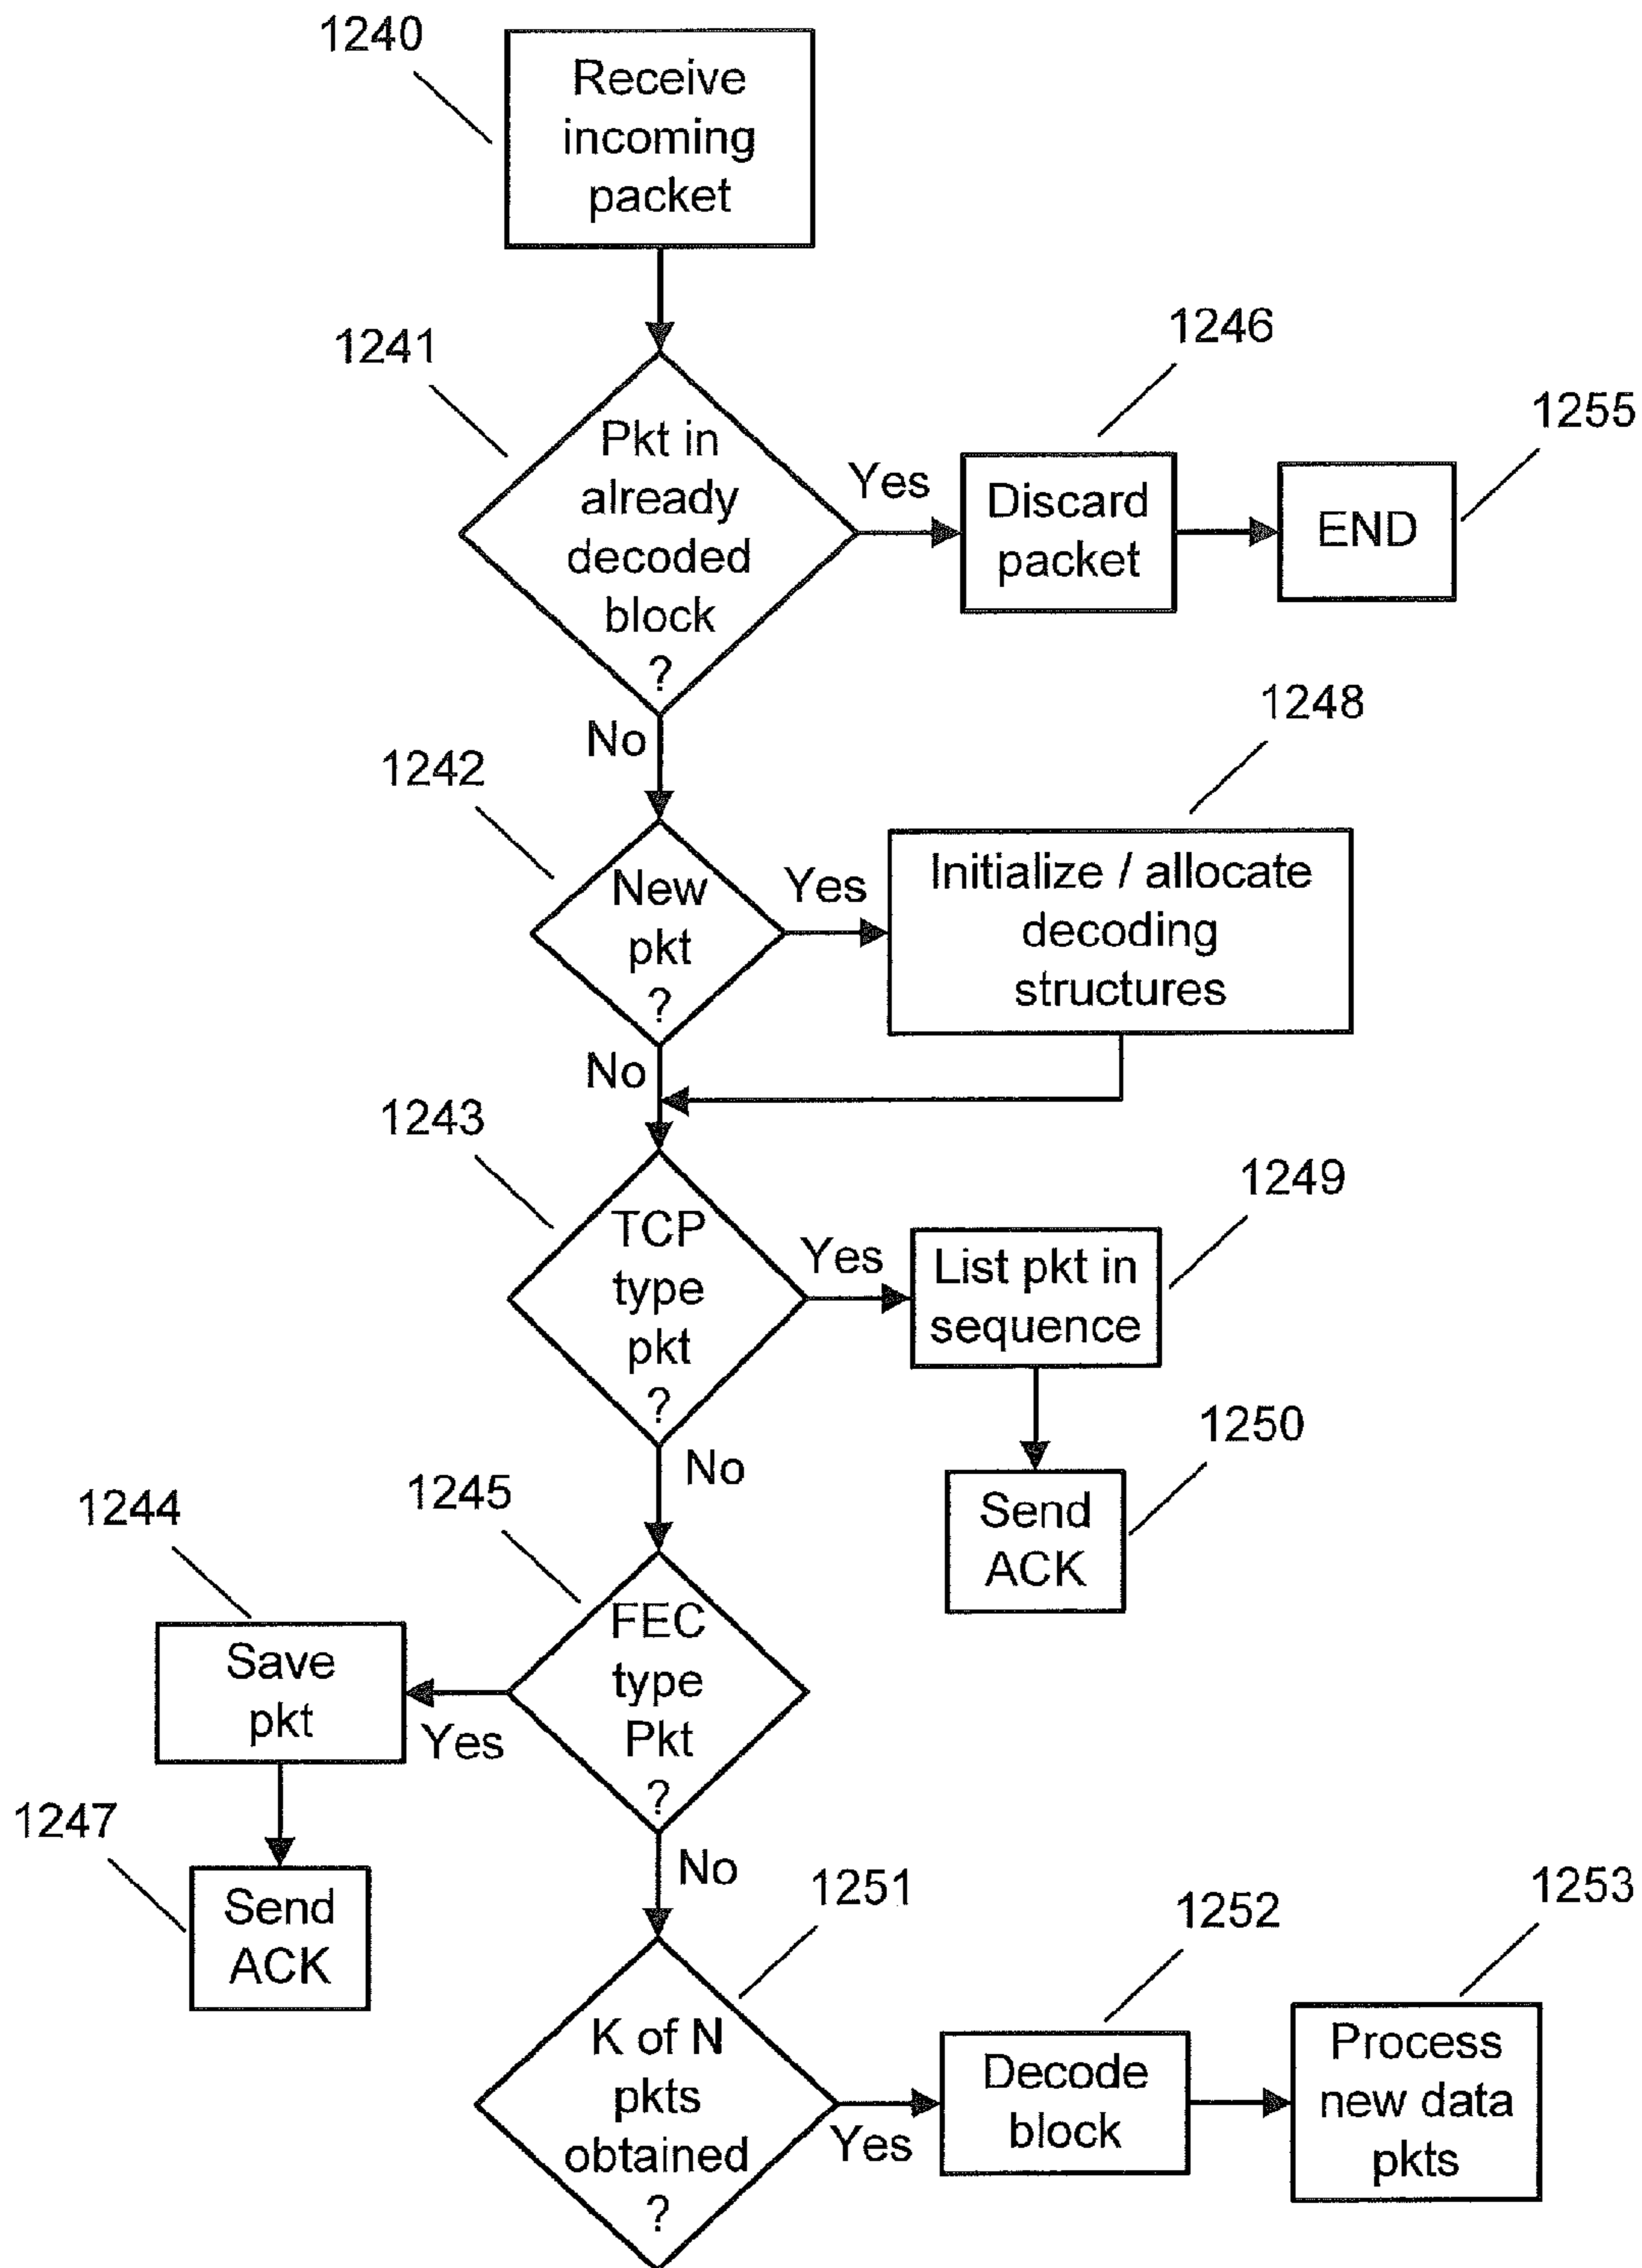 1240
Receive
incoming
packet
1241
Pkt in
already
decoded
block
?
Yes
1246
Discard
packet
1255
END
No
1242
New
pkt
?
Yes
1248
Initialize / allocate
decoding
structures
No
1243
TCP
type
pkt
?
Yes
1249
List pkt in
sequence
1250
Send
ACK
No
1245
FEC
type
Pkt
?
Yes
1244
Save
pkt
1247
Send
ACK
No
1251
K of N
pkts
obtained
?
Yes
1252
Decode
block
1253
Process
new data
pkts